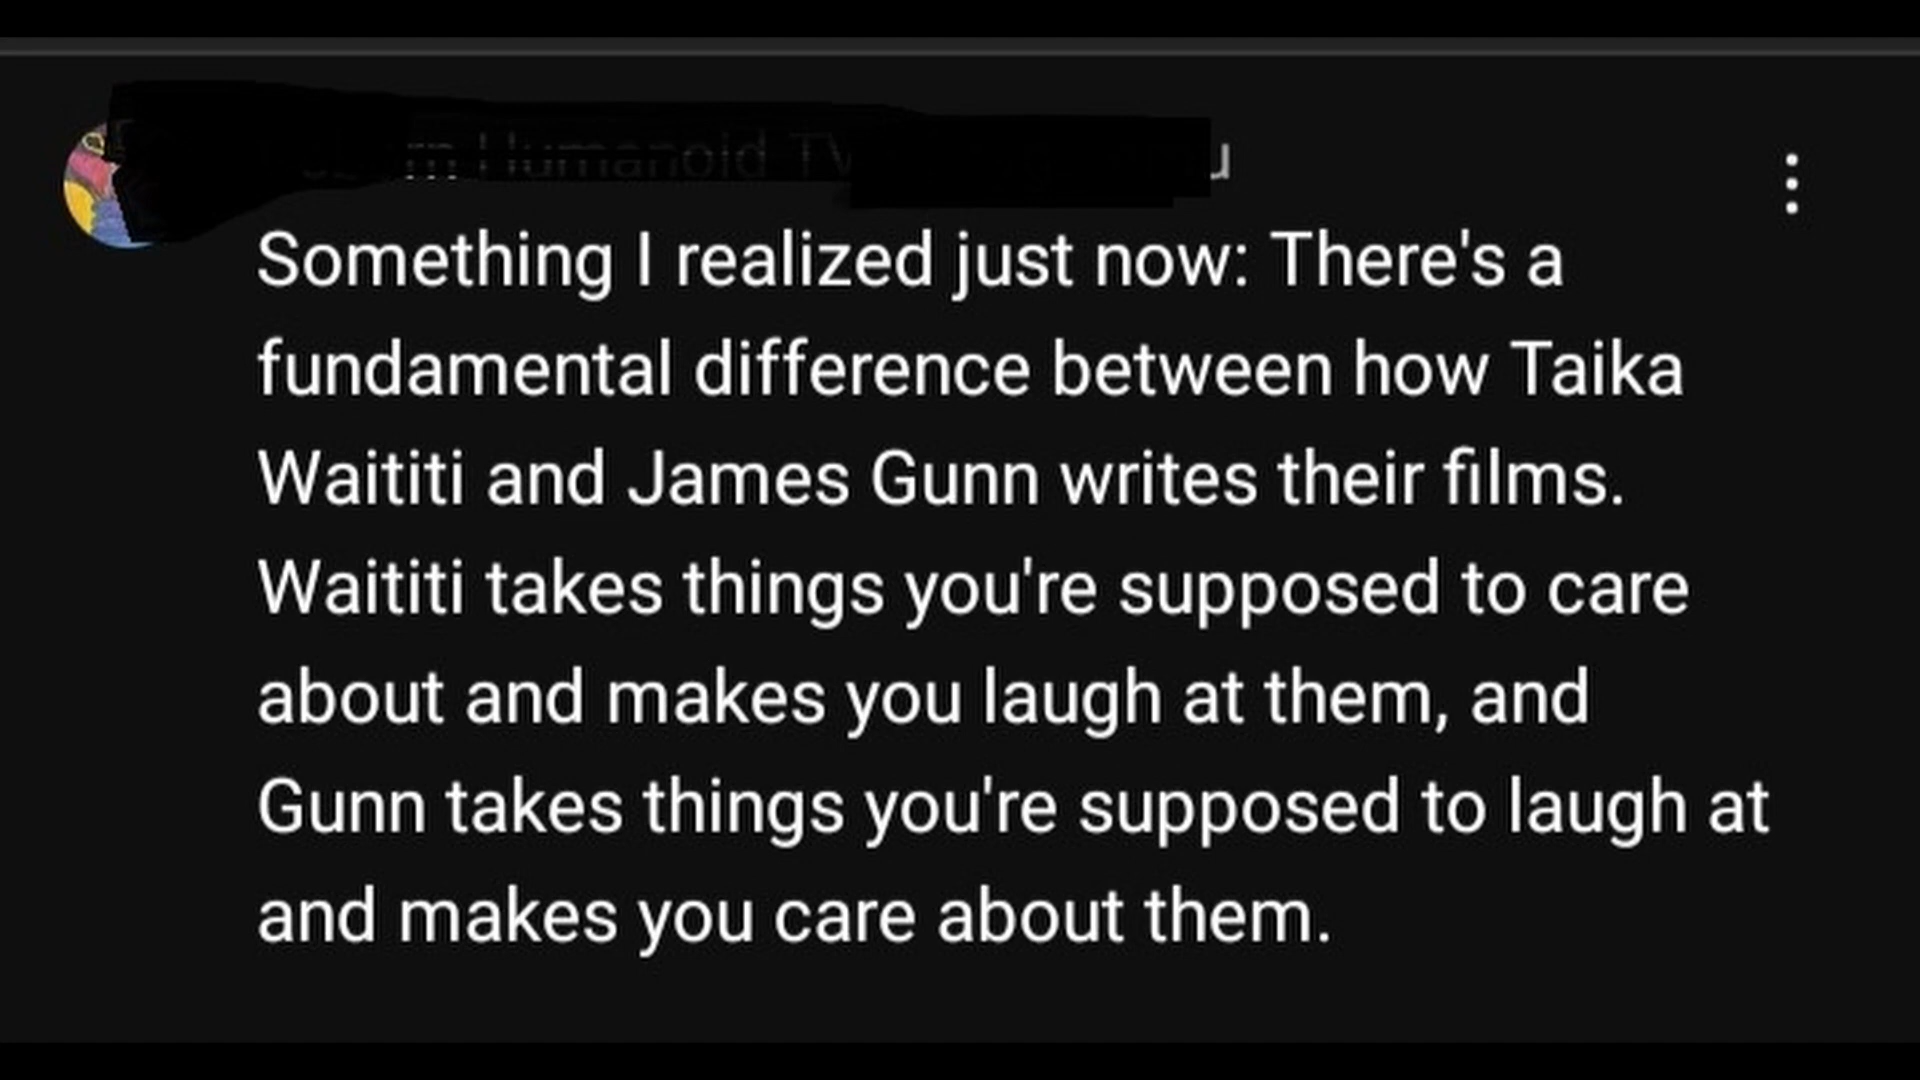 Humanoid TV
Something I realized just now: There's a
fundamental difference between how Taika
Waititi and James Gunn writes their films.
Waititi takes things you're supposed to care
about and makes you laugh at them, and
Gunn takes things you're supposed to laugh at
and makes you care about them.